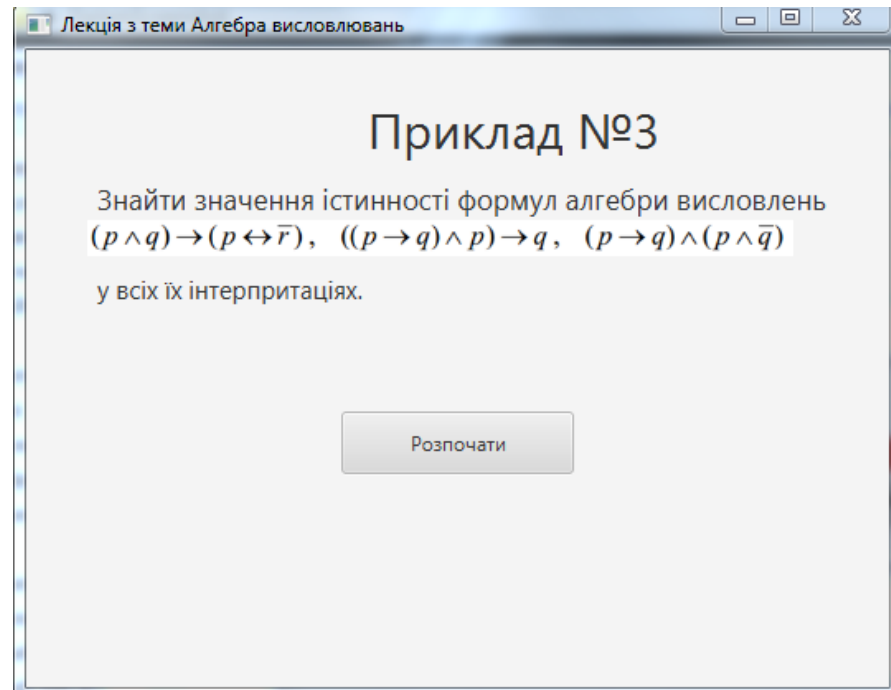 Лекція з теми Алгебра висловлювань
Приклад №3
Знайти значення істинності формул алгебри висловлень
(p ∧ q) → (p ↔ r̅), ((p → q) ∧ p) → q, (p → q) ∧ (p ∧ q̅)
у всіх їх інтерпритаціях.
Розпочати